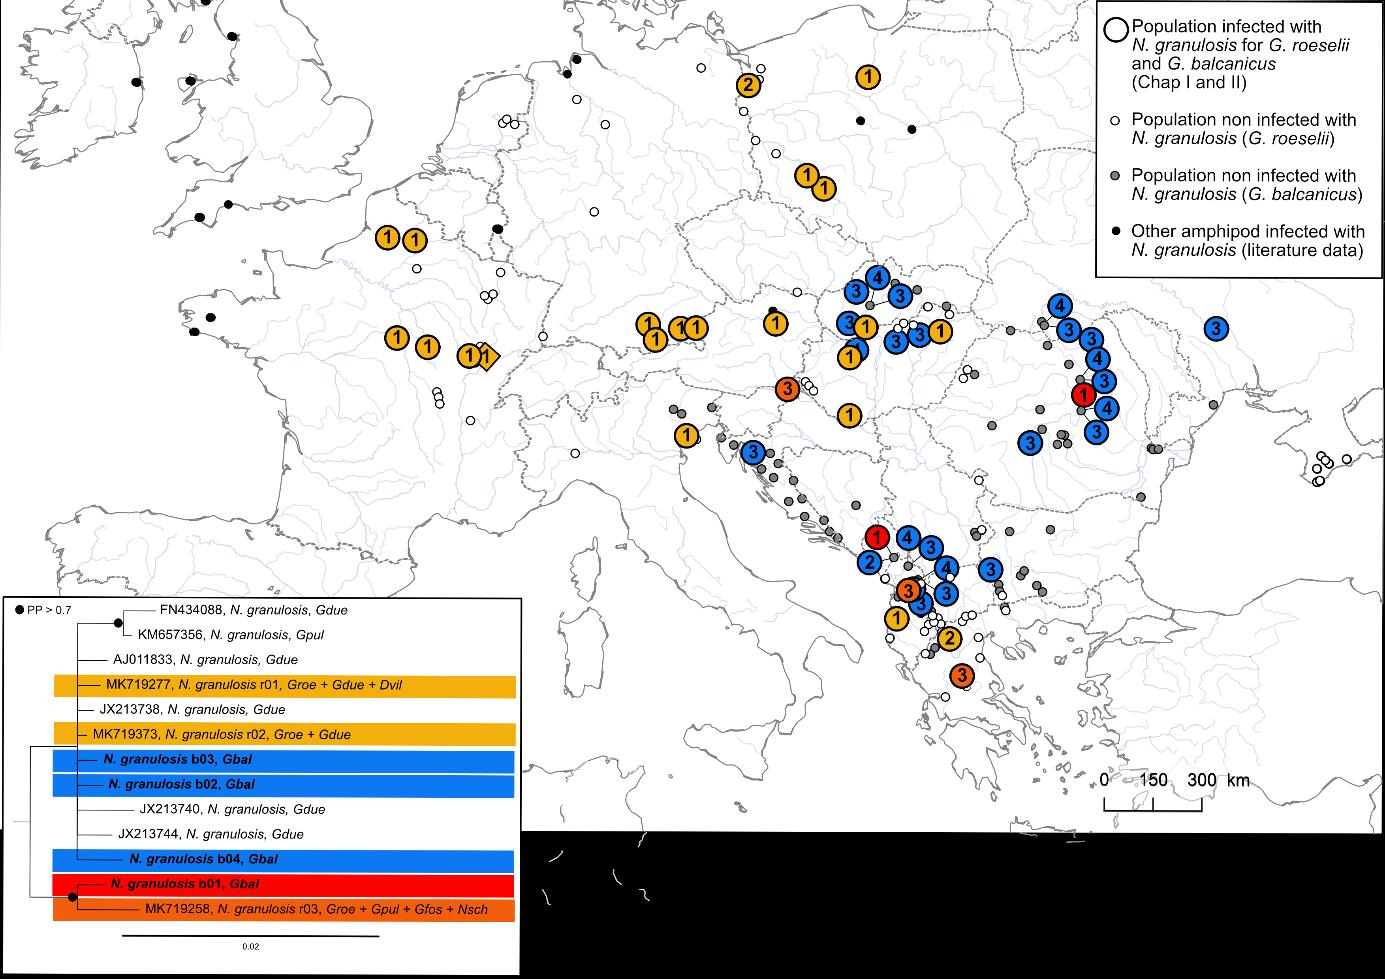 Population infected with
N. granulosis for G. roeselii
and G. balcanicus
(Chap I and II)
Population non infected with
N. granulosis (G. roeselii)
Population non infected with
N. granulosis (G. balcanicus)
Other amphipod infected with
N. granulosis (literature data)
1
2
1
1
1 1
4
3 3
4
1 1 1 1 3 1 3 3 3
1 1 3 3 1 3
1 1 1 4
3 3
1
1 4
1 3
3 3
1 4 3
2 4 3
3 3 3
1 2
3
0 150 300 km
PP > 0.7
FN434088, N. granulosis, Gdue
KM657356, N. granulosis, Gpul
AJ011833, N. granulosis, Gdue
MK719277, N. granulosis r01, Groe + Gdue + Dvil
JX213738, N. granulosis, Gdue
MK719373, N. granulosis r02, Groe + Gdue
N. granulosis b03, Gbal
N. granulosis b02, Gbal
JX213740, N. granulosis, Gdue
JX213744, N. granulosis, Gdue
N. granulosis b04, Gbal
N. granulosis b01, Gbal
MK719258, N. granulosis r03, Groe + Gpul + Gfos + Nsch
0.02